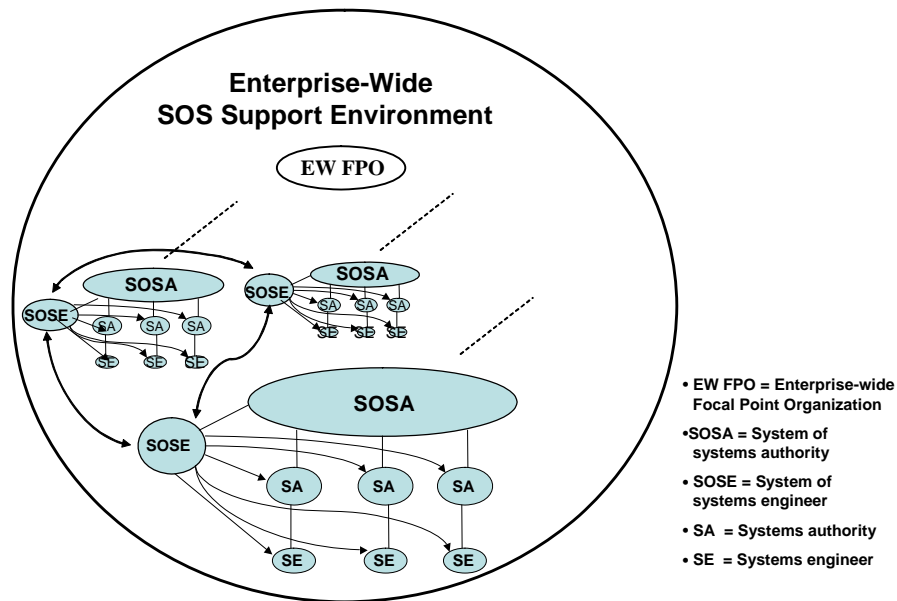 Enterprise-Wide
SOS Support Environment
EW FPO
SOSA
SOSE
SA
SA
SA
SE
SE
SE
SOSA
SOSE
SA
SA
SA
SE
SE
SE
SOSA
SOSE
SA
SA
SA
SE
SE
SE
• EW FPO = Enterprise-wide
Focal Point Organization
•SOSA = System of
systems authority
• SOSE = System of
systems engineer
• SA = Systems authority
• SE = Systems engineer